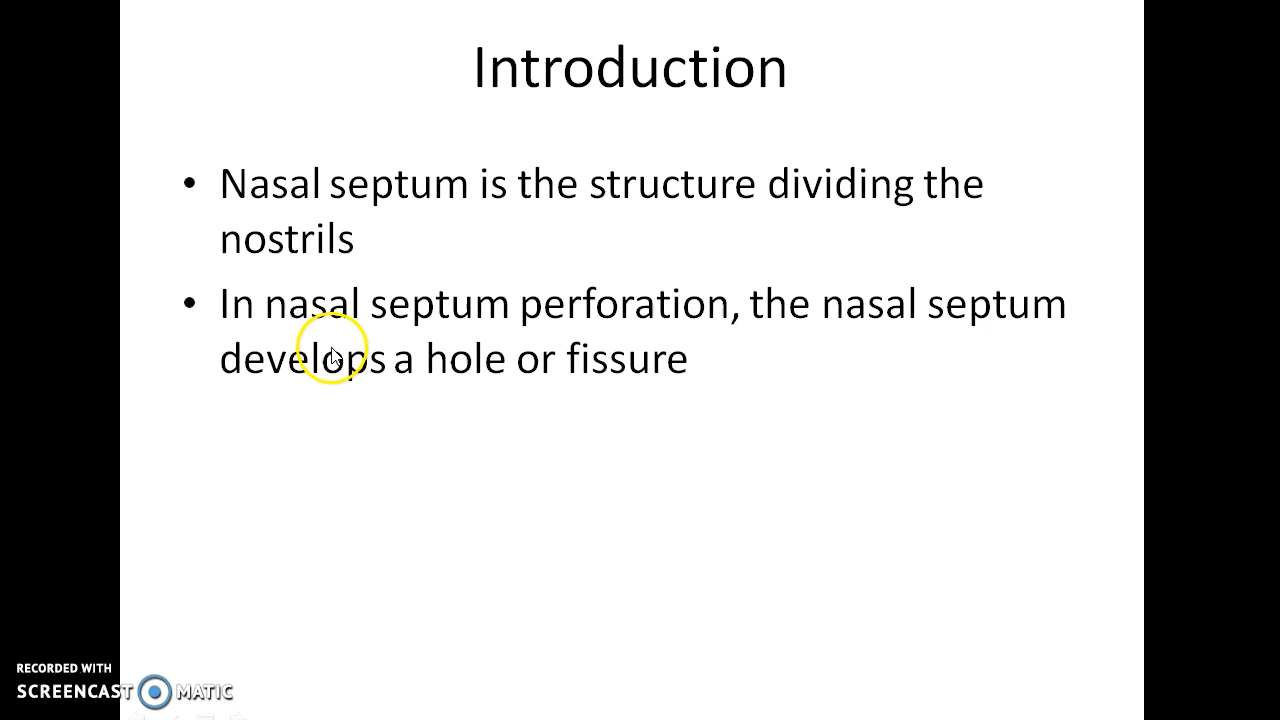 Introduction
• Nasal septum is the structure dividing the
nostrils
• In nasal septum perforation, the nasal septum
develops a hole or fissure
RECORDED WITH
SCREENCAST MATIC